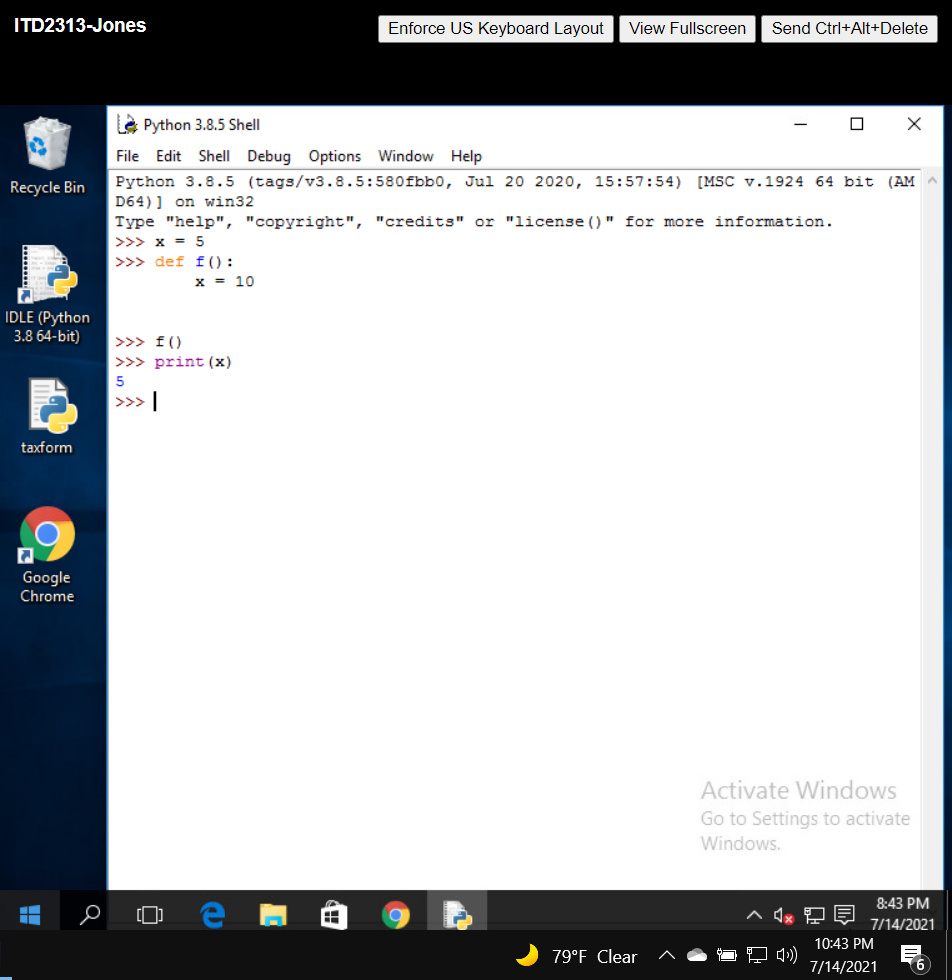 ITD2313-Jones
Enforce US Keyboard Layout
View Fullscreen
Send Ctrl+Alt+Delete
Recycle Bin
IDLE (Python
3.8 64-bit)
taxform
Google
Chrome
Python 3.8.5 Shell
File Edit Shell Debug Options Window Help
Python 3.8.5 (tags/v3.8.5:580fbb0, Jul 20 2020, 15:57:54) [MSC v.1924 64 bit (AM
D64)] on win32
Type "help", "copyright", "credits" or "license()" for more information.
>>> x = 5
>>> def f():
        x = 10
>>> f()
>>> print(x)
5
>>>
Activate Windows
Go to Settings to activate
Windows.
8:43 PM
7/14/2021
79°F Clear
10:43 PM
7/14/2021
6